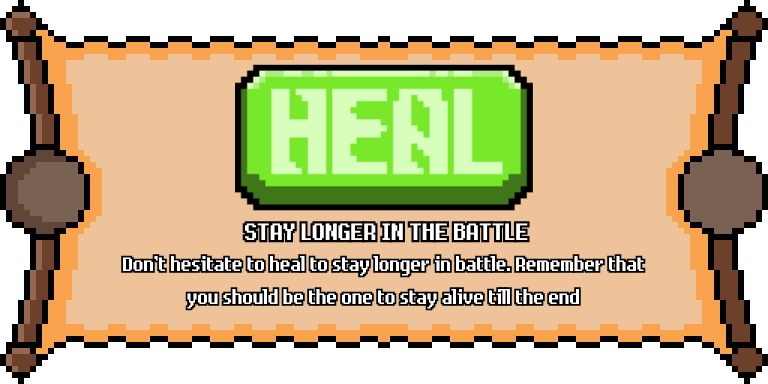 HEAL
STAY LONGER IN THE BATTLE
Don't hesitate to heal to stay longer in battle. Remember that
you should be the one to stay alive till the end